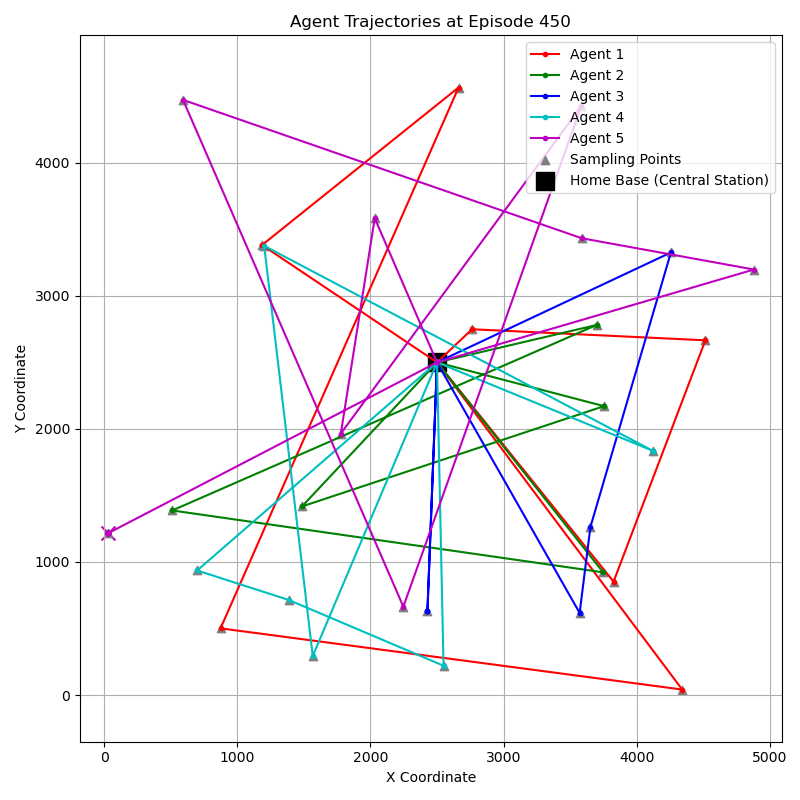 Agent Trajectories at Episode 450
Agent 1
Agent 2
Agent 3
Agent 4
Agent 5
Sampling Points
Home Base (Central Station)
Y Coordinate
4000
3000
2000
1000
0
0 1000 2000 3000 4000 5000
X Coordinate